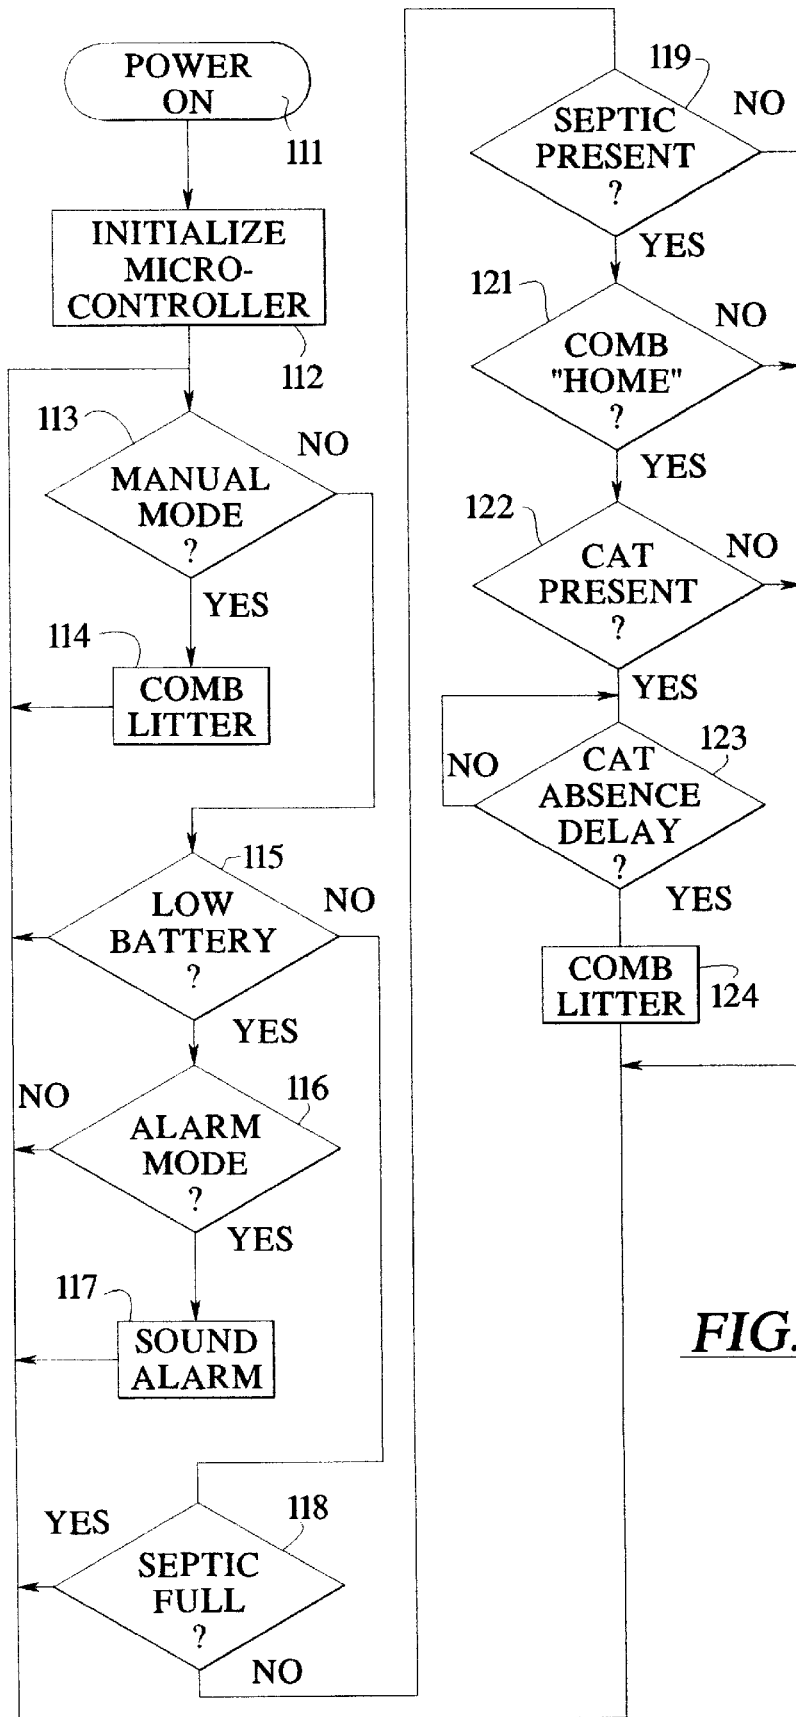 POWER
ON
111
INITIALIZE
MICRO-
CONTROLLER
112
113
NO
MANUAL
MODE
?
YES
114
COMB
LITTER
115
LOW
BATTERY
?
NO
YES
NO
116
ALARM
MODE
?
YES
117
SOUND
ALARM
YES
118
SEPTIC
FULL
?
NO
119
NO
SEPTIC
PRESENT
?
YES
121
NO
COMB
"HOME"
?
YES
122
NO
CAT
PRESENT
?
YES
123
NO
CAT
ABSENCE
DELAY
?
YES
COMB
LITTER
124
FIG.